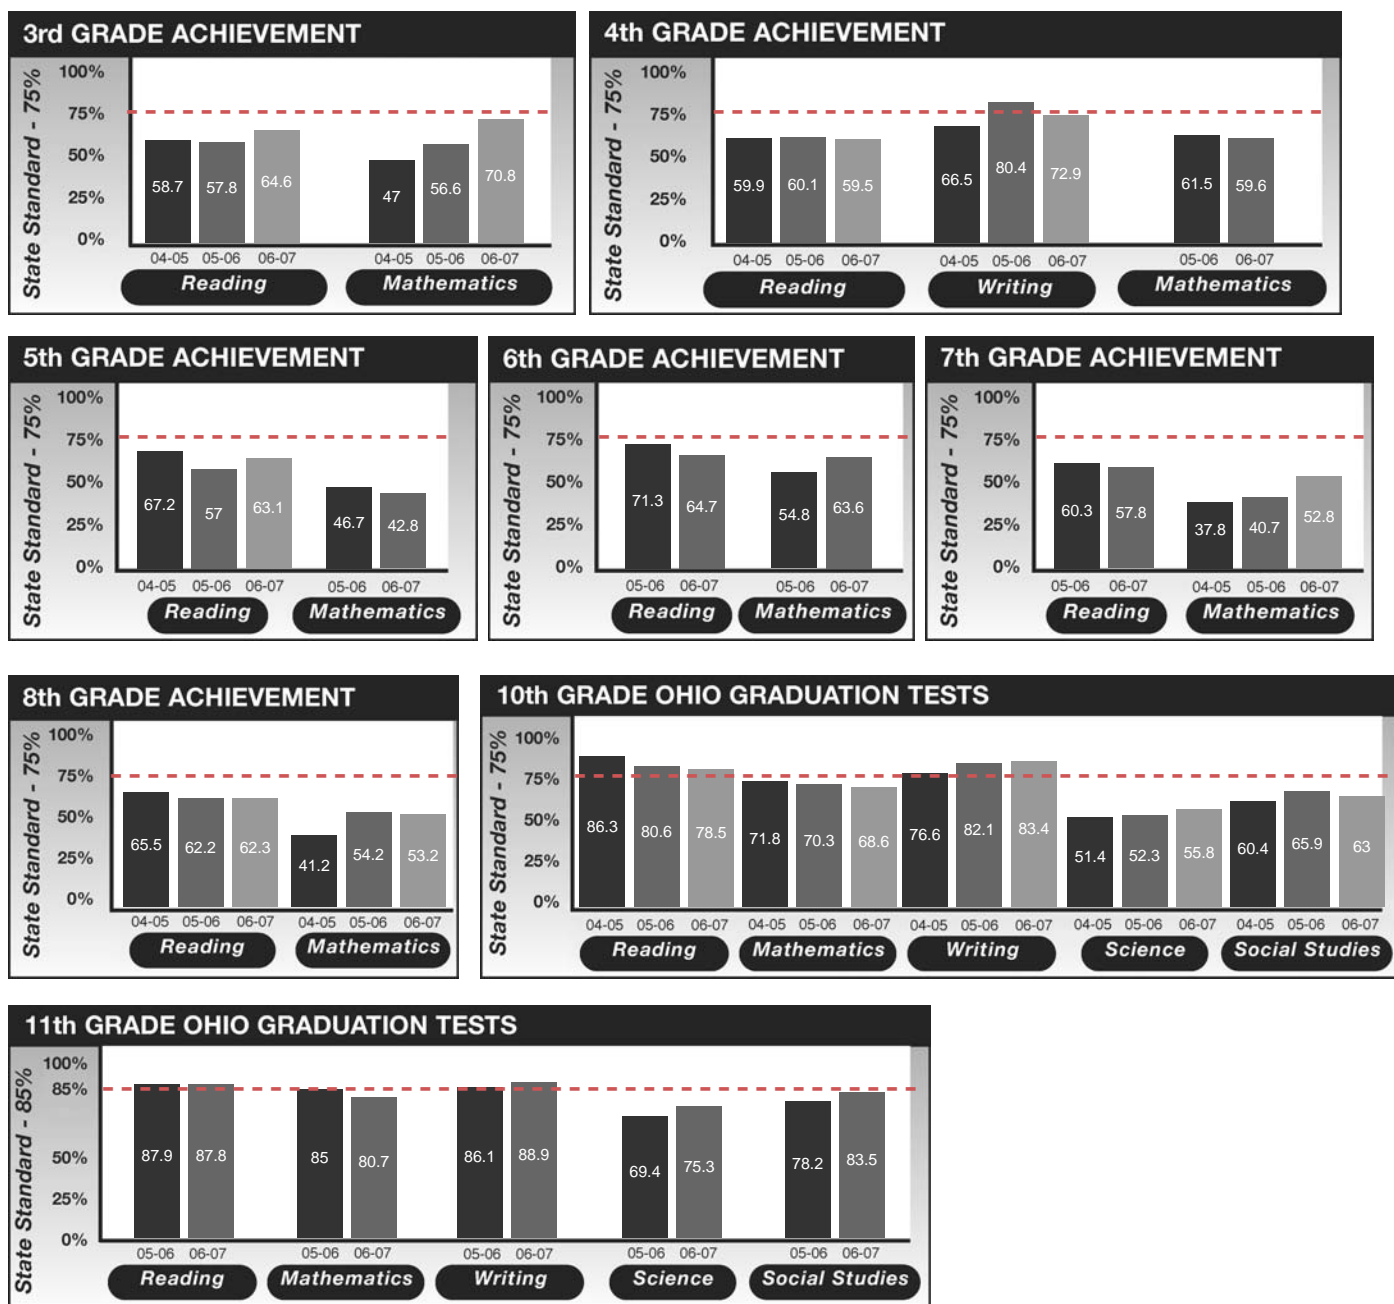 3rd GRADE ACHIEVEMENT
State Standard - 75%
100%
75%
50%
25%
0%
58.7 57.8 64.6 47 56.6 70.8
04-05 05-06 06-07 04-05 05-06 06-07
Reading Mathematics
4th GRADE ACHIEVEMENT
State Standard - 75%
100%
75%
50%
25%
0%
59.9 60.1 59.5 66.5 80.4 72.9 61.5 59.6
04-05 05-06 06-07 04-05 05-06 06-07 05-06 06-07
Reading Writing Mathematics
5th GRADE ACHIEVEMENT
State Standard - 75%
100%
75%
50%
25%
0%
67.2 57 63.1 46.7 42.8
04-05 05-06 06-07 05-06 06-07
Reading Mathematics
6th GRADE ACHIEVEMENT
State Standard - 75%
100%
75%
50%
25%
0%
71.3 64.7 54.8 63.6
05-06 06-07 05-06 06-07
Reading Mathematics
7th GRADE ACHIEVEMENT
State Standard - 75%
100%
75%
50%
25%
0%
60.3 57.8 37.8 40.7 52.8
05-06 06-07 04-05 05-06 06-07
Reading Mathematics
8th GRADE ACHIEVEMENT
State Standard - 75%
100%
75%
50%
25%
0%
65.5 62.2 62.3 41.2 54.2 53.2
04-05 05-06 06-07 04-05 05-06 06-07
Reading Mathematics
10th GRADE OHIO GRADUATION TESTS
State Standard - 75%
100%
75%
50%
25%
0%
86.3 80.6 78.5 71.8 70.3 68.6 76.6 82.1 83.4 51.4 52.3 55.8 60.4 65.9 63
04-05 05-06 06-07 04-05 05-06 06-07 04-05 05-06 06-07 04-05 05-06 06-07 04-05 05-06 06-07
Reading Mathematics Writing Science Social Studies
11th GRADE OHIO GRADUATION TESTS
State Standard - 85%
100%
85%
50%
25%
0%
87.9 87.8 85 80.7 86.1 88.9 69.4 75.3 78.2 83.5
05-06 06-07 05-06 06-07 05-06 06-07 05-06 06-07 05-06 06-07
Reading Mathematics Writing Science Social Studies